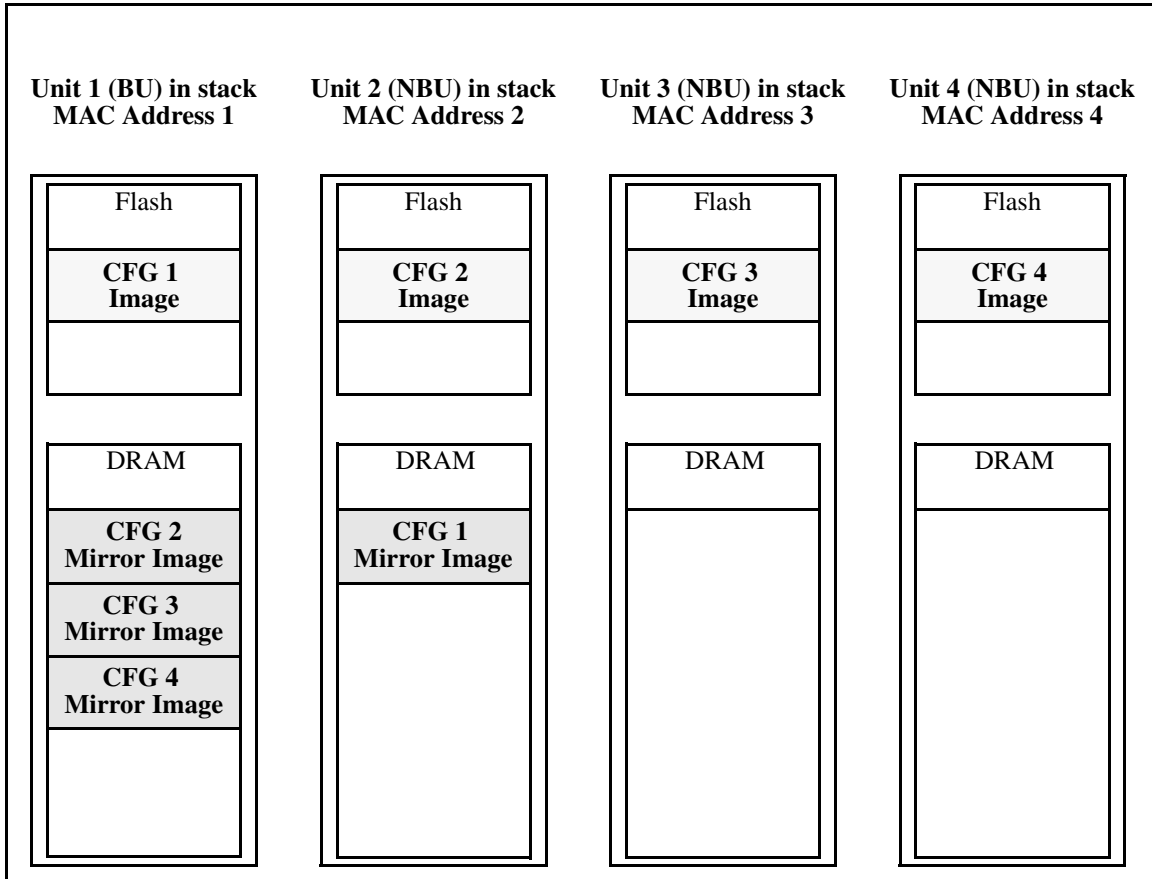 Unit 1 (BU) in stack
MAC Address 1
Unit 2 (NBU) in stack
MAC Address 2
Unit 3 (NBU) in stack
MAC Address 3
Unit 4 (NBU) in stack
MAC Address 4
Flash
CFG 1
Image
DRAM
CFG 2
Mirror Image
CFG 3
Mirror Image
CFG 4
Mirror Image
Flash
CFG 2
Image
DRAM
CFG 1
Mirror Image
Flash
CFG 3
Image
DRAM
Flash
CFG 4
Image
DRAM